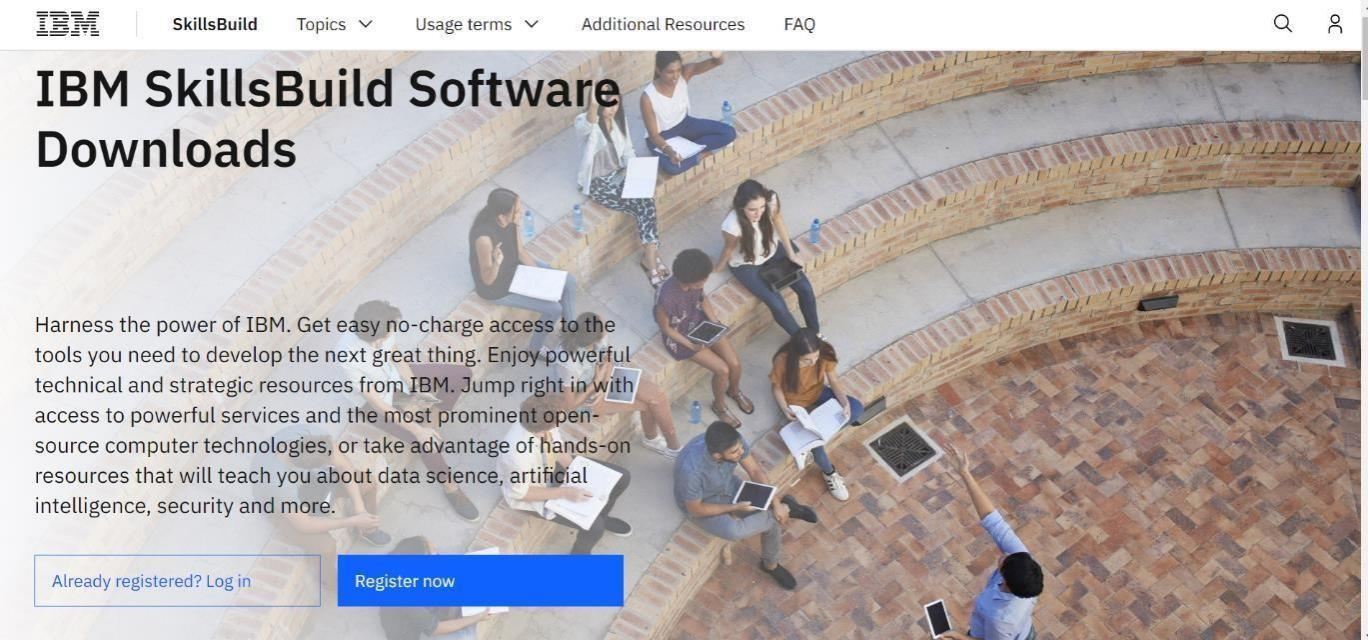 IBM SkillsBuild Topics Usage terms Additional Resources FAQ
IBM SkillsBuild Software
Downloads
Harness the power of IBM. Get easy no-charge access to the
tools you need to develop the next great thing. Enjoy powerful
technical and strategic resources from IBM. Jump right in with
access to powerful services and the most prominent open-
source computer technologies, or take advantage of hands-on
resources that will teach you about data science, artificial
intelligence, security and more.
Already registered? Log in Register now